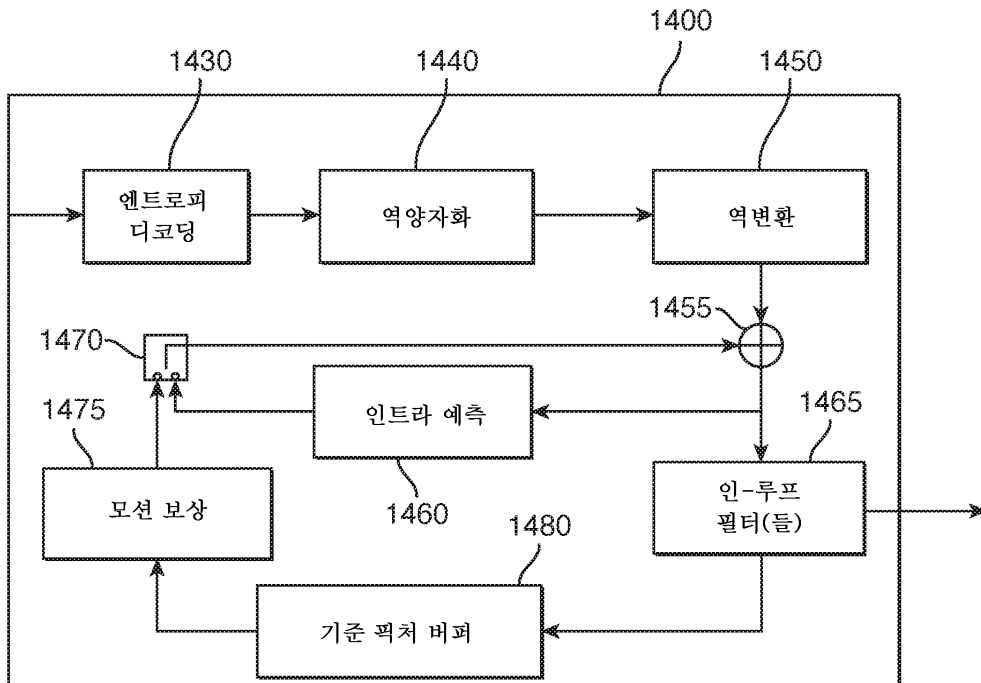 1400
1430
1440
1450
엔트로피
디코딩
역양자화
역변환
1455
1470
인트라 예측
1465
1475
모션 보상
1460
인-루프
필터(들)
1480
기준 픽처 버퍼